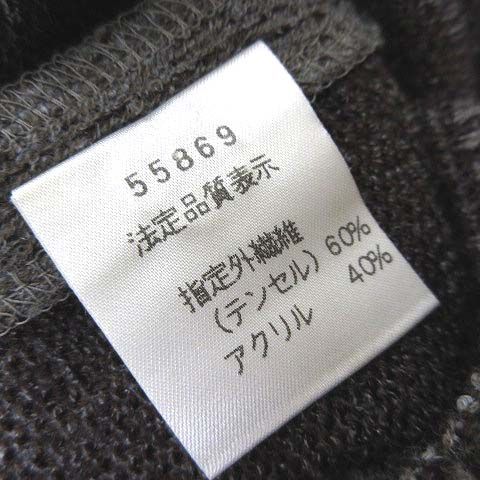 55869
法定品質表示
指定外繊維
(テンセル) 60%
アクリル 40%